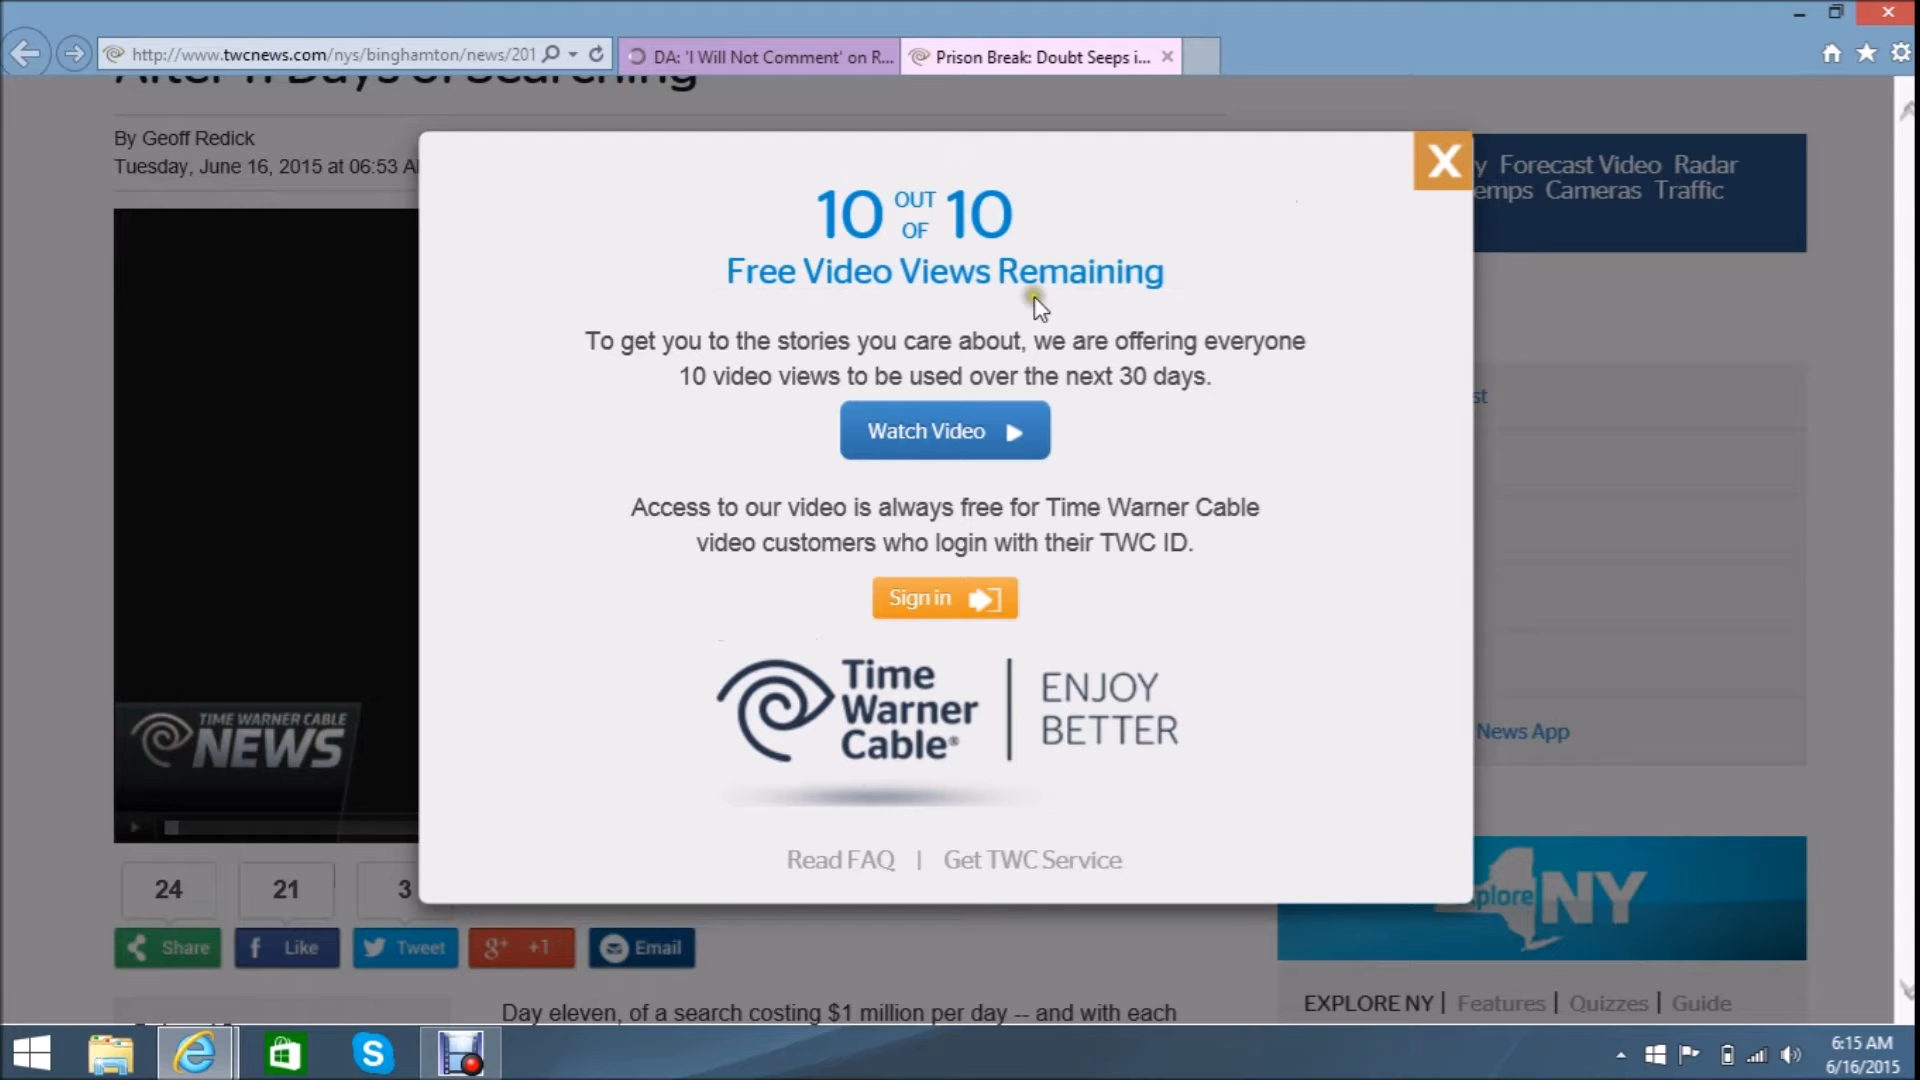 http://www.twcnews.com/nys/binghamton/news/201
DA: 'I Will Not Comment' on R...
Prison Break: Doubt Seeps i...
After 11 Days of Searching
By Geoff Redick
Tuesday, June 16, 2015 at 06:53 A
X
y Forecast Video Radar
emps Cameras Traffic
10 OUT OF 10
Free Video Views Remaining
To get you to the stories you care about, we are offering everyone
10 video views to be used over the next 30 days.
Watch Video
Access to our video is always free for Time Warner Cable
video customers who login with their TWC ID.
Sign in
Time
Warner
Cable®
ENJOY
BETTER
Read FAQ | Get TWC Service
st
News App
TIME WARNER CABLE
NEWS
24
21
3
Share
f Like
Tweet
g+ +1
Email
plore NY
EXPLORE NY | Features | Quizzes | Guide
Day eleven, of a search costing $1 million per day -- and with each
6:15 AM
6/16/2015